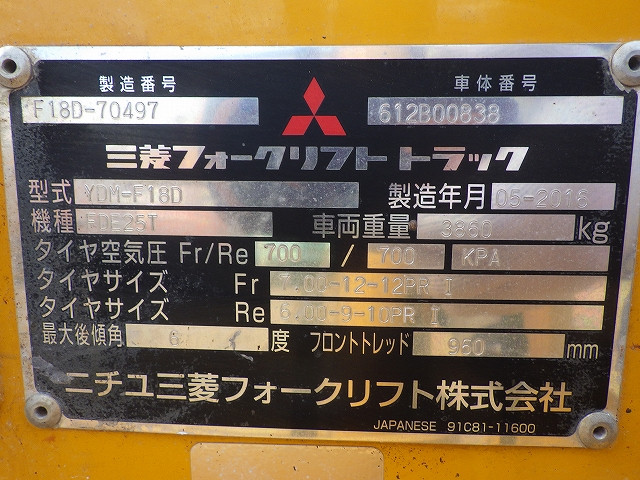 製造番号 車体番号
F18D-70497 612B00838
三菱フォークリフト トラック
型式 YDM-F18D 製造年月 05-2016
機種 FDE25T 車両重量 3860 kg
タイヤ空気圧 Fr/Re 700 / 700 KPA
タイヤサイズ Fr 7.00-12-12PR I
タイヤサイズ Re 6.00-9-10PR I
最大後傾角 6 度 フロントトレッド 960 mm
ニチユ三菱フォークリフト株式会社
JAPANESE 91C81-11600